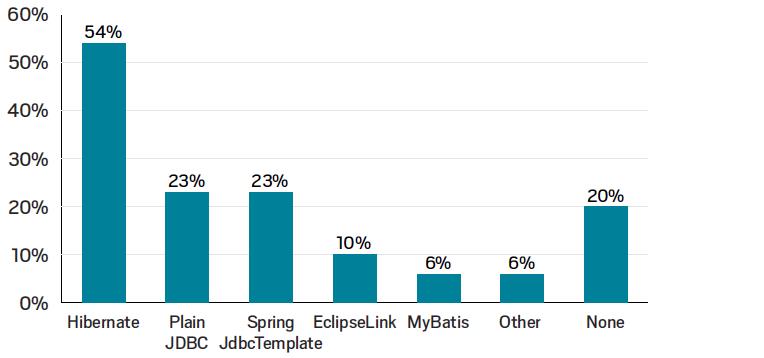 60%
50%
40%
30%
20%
10%
0%
54%
23%
23%
10%
6%
6%
20%
Hibernate
Plain
JDBC
Spring
JdbcTemplate
EclipseLink
MyBatis
Other
None